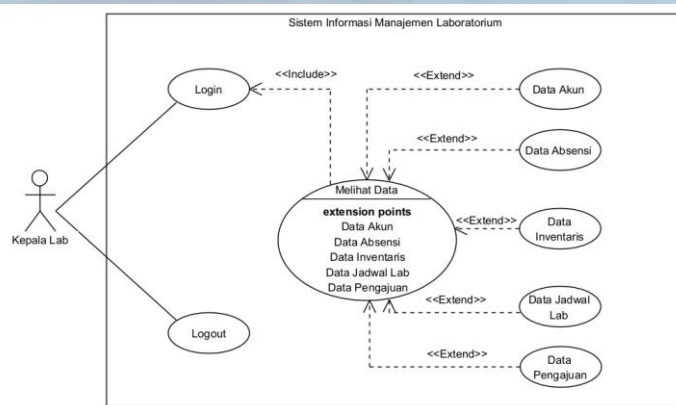 Sistem Informasi Manajemen Laboratorium
<<Include>>
<<Extend>>
Login
Data Akun
<<Extend>>
Data Absensi
Melihat Data
extension points
Data Akun
Data Absensi
Data Inventaris
Data Jadwal Lab
Data Pengajuan
<<Extend>>
Data
Inventaris
Kepala Lab
<<Extend>>
Data Jadwal
Lab
Logout
<<Extend>>
Data
Pengajuan